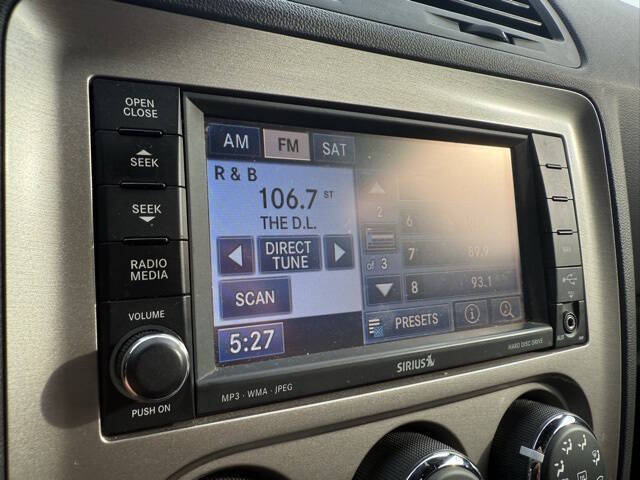 OPEN
CLOSE
SEEK
SEEK
RADIO
MEDIA
VOLUME
PUSH ON
AM FM SAT
R & B
106.7 ST
THE D.L.
DIRECT
TUNE
SCAN
5:27
2
of 3
6
7 89.9
8 93.1
PRESETS
SIRIUS
MP3 · WMA · JPEG
HARD DISC DRIVE
AUX